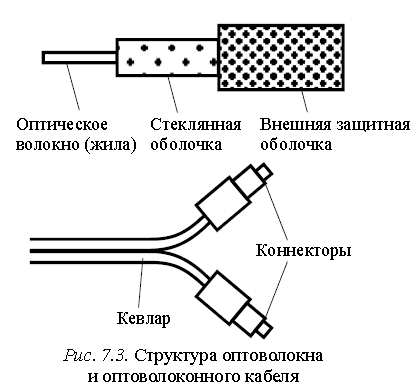 Оптическое
волокно (жила)
Стеклянная
оболочка
Внешняя защитная
оболочка
Коннекторы
Кевлар
Рис. 7.3. Структура оптоволокна
и оптоволоконного кабеля